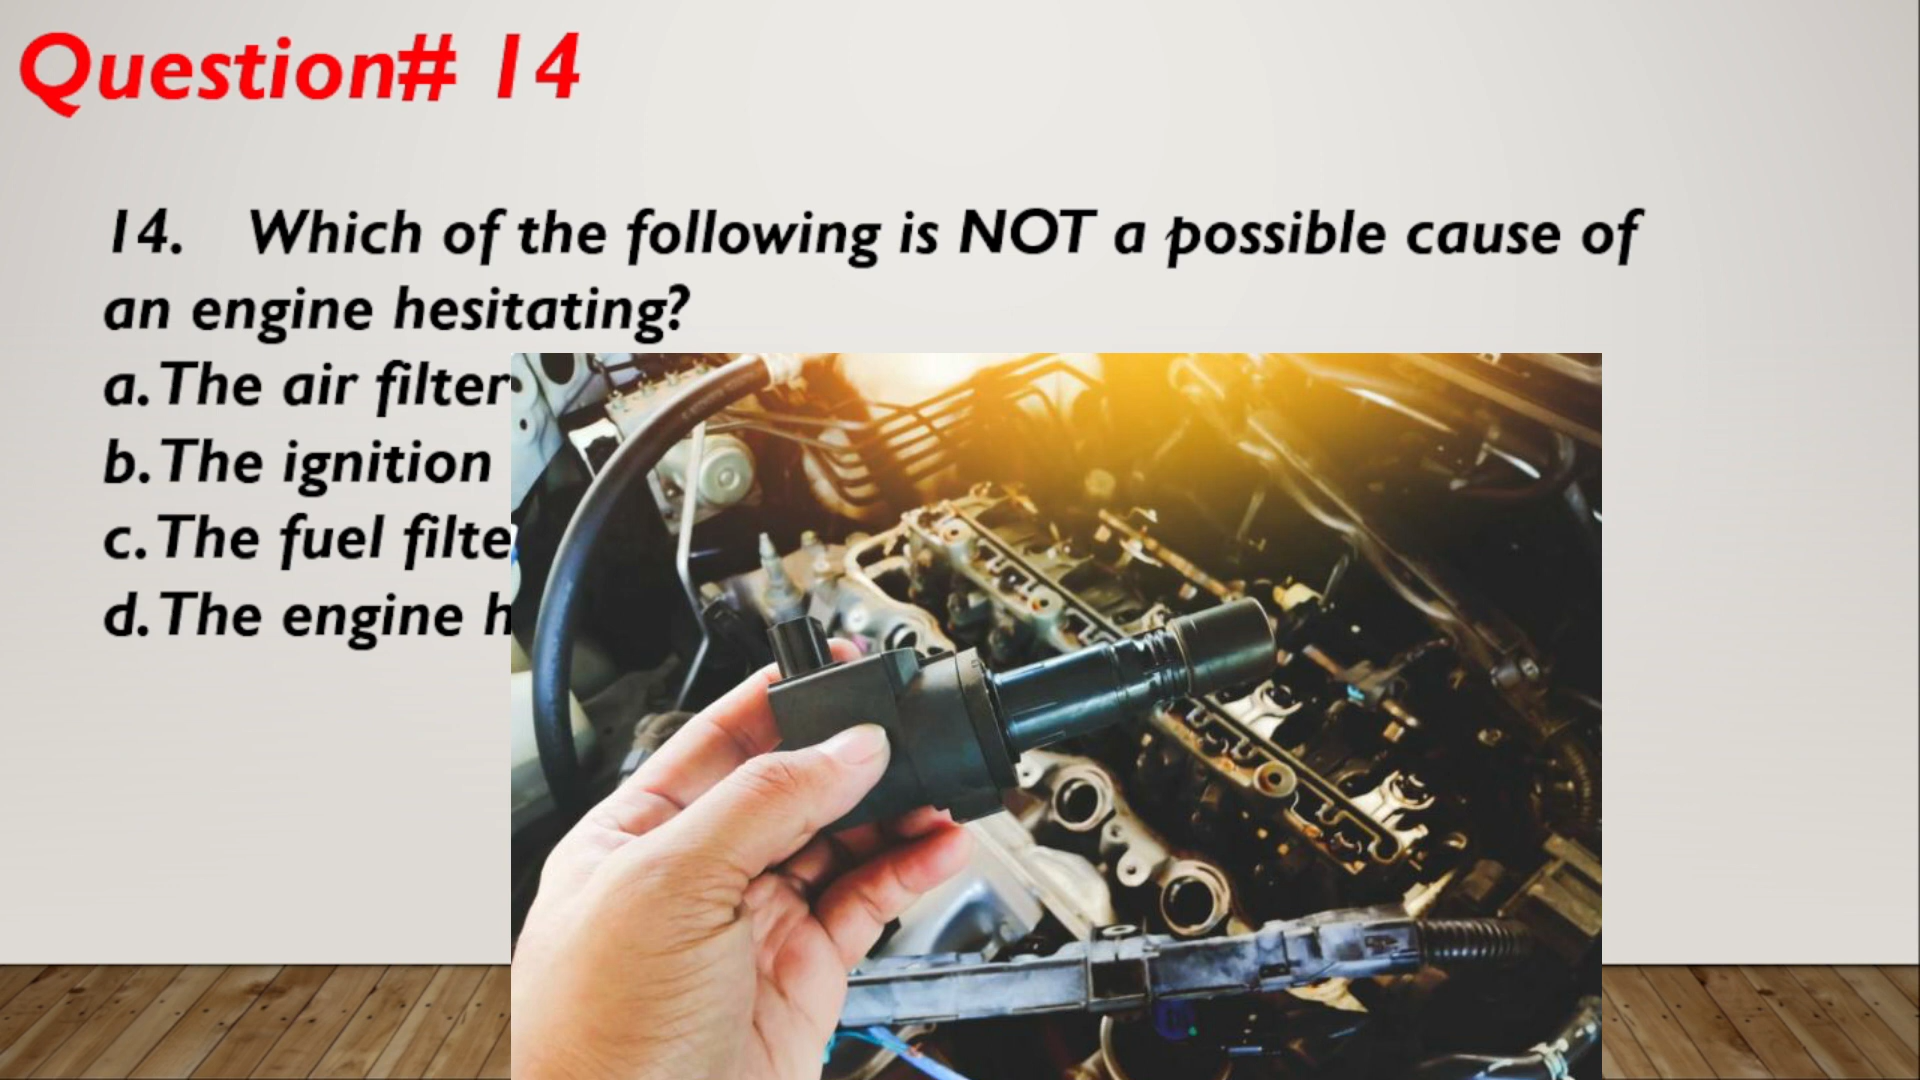 Question# 14
14. Which of the following is NOT a possible cause of
an engine hesitating?
a. The air filter
b. The ignition
c. The fuel filte
d. The engine h